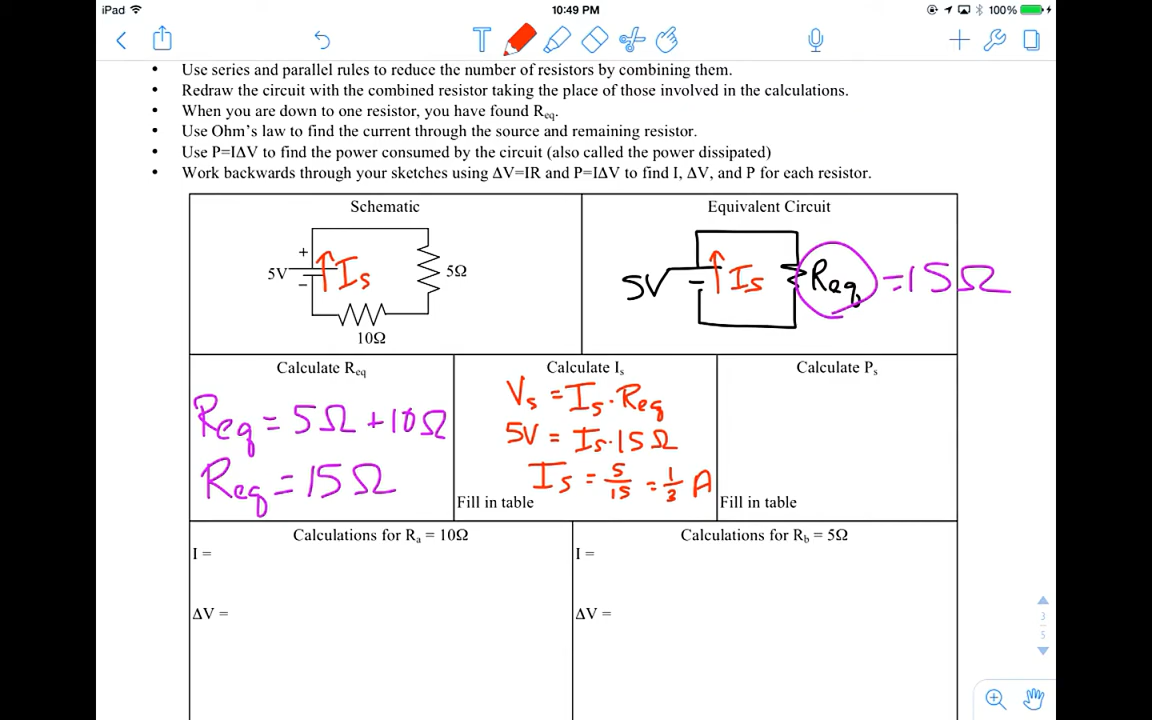 iPad 10:49 PM 100%
T
• Use series and parallel rules to reduce the number of resistors by combining them.
• Redraw the circuit with the combined resistor taking the place of those involved in the calculations.
• When you are down to one resistor, you have found Req.
• Use Ohm's law to find the current through the source and remaining resistor.
• Use P=IΔV to find the power consumed by the circuit (also called the power dissipated)
• Work backwards through your sketches using ΔV=IR and P=IΔV to find I, ΔV, and P for each resistor.
Schematic
+
5V
−
Is
5Ω
10Ω
Equivalent Circuit
5V
Is
Req = 15Ω
Calculate Req
Req = 5Ω + 10Ω
Req = 15Ω
Calculate Is
Vs = Is · Req
5V = Is · 15Ω
Is = 5/15 = 1/3 A
Fill in table
Calculate Ps
Fill in table
Calculations for Ra = 10Ω
I =
ΔV =
Calculations for Rb = 5Ω
I =
ΔV =
3
5